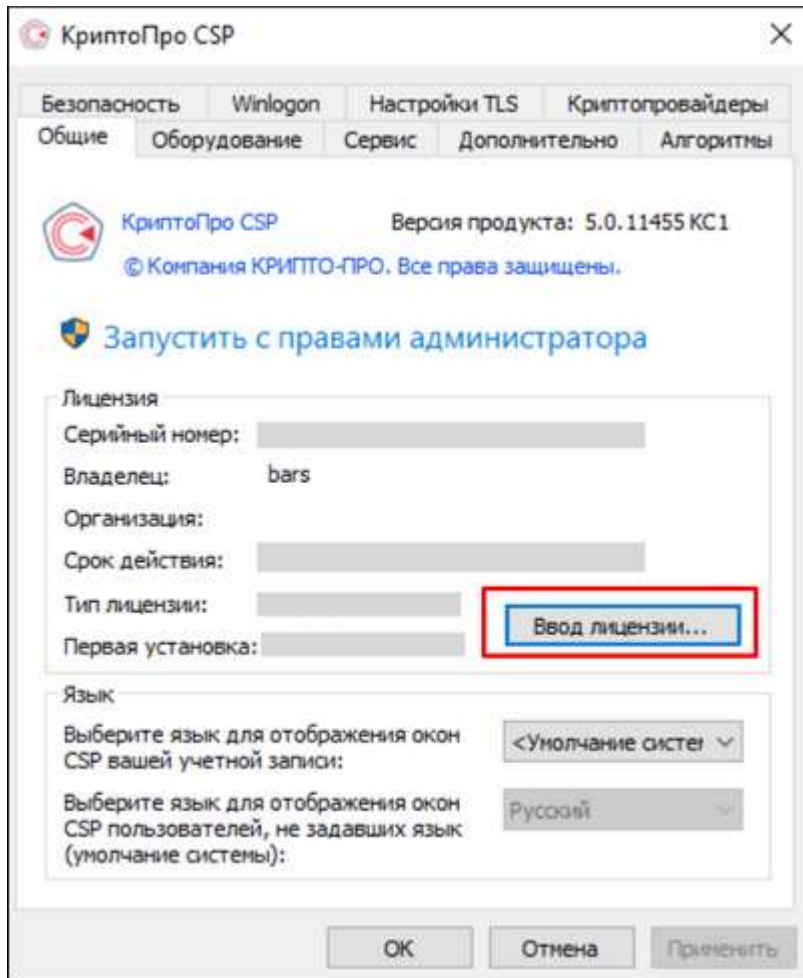 КриптоПро CSP
Безопасность Winlogon Настройки TLS Криптопровайдеры
Общие Оборудование Сервис Дополнительно Алгоритмы
КриптоПро CSP Версия продукта: 5.0.11455 КС1
© Компания КРИПТО-ПРО. Все права защищены.
Запустить с правами администратора
Лицензия
Серийный номер:
Владелец: bars
Организация:
Срок действия:
Тип лицензии:
Ввод лицензии...
Первая установка:
Язык
Выберите язык для отображения окон
CSP вашей учетной записи:
<Умолчание систег
Выберите язык для отображения окон
CSP пользователей, не задавших язык
(умолчание системы):
Русский
ОК Отмена Применить